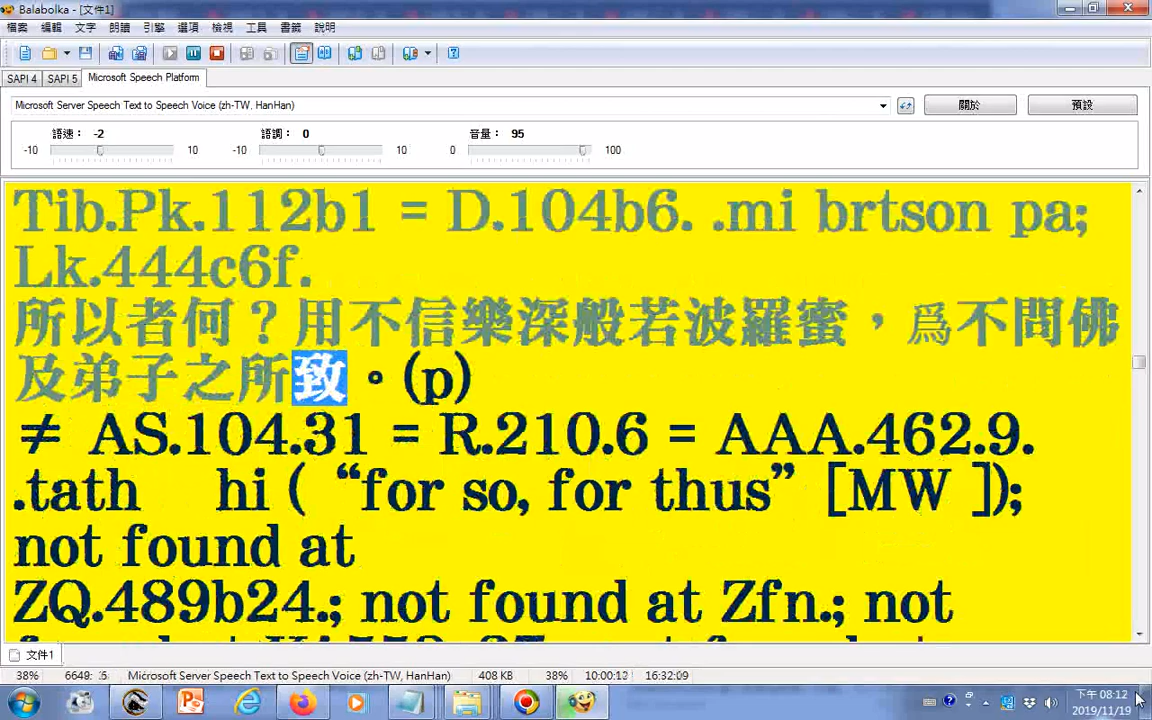 Balabolka - [文件1]
檔案 編輯 文字 朗讀 引擎 選項 檢視 工具 書籤 說明
SAPI 4 SAPI 5 Microsoft Speech Platform
Microsoft Server Speech Text to Speech Voice (zh-TW, HanHan) 關於 預設
語速： -2 語調： 0 音量： 95
-10 10 -10 10 0 100
Tib.Pk.112b1 = D.104b6. .mi brtson pa;
Lk.444c6f.
所以者何？用不信樂深般若波羅蜜，爲不問佛
及弟子之所致。(p)
≠ AS.104.31 = R.210.6 = AAA.462.9.
.tath hi ( “for so, for thus” [MW ]);
not found at
ZQ.489b24.; not found at Zfn.; not
文件1
38% Microsoft Server Speech Text to Speech Voice (zh-TW, HanHan) 408 KB 38% 10:00:12 16:32:09
下午 08:12
2019/11/19